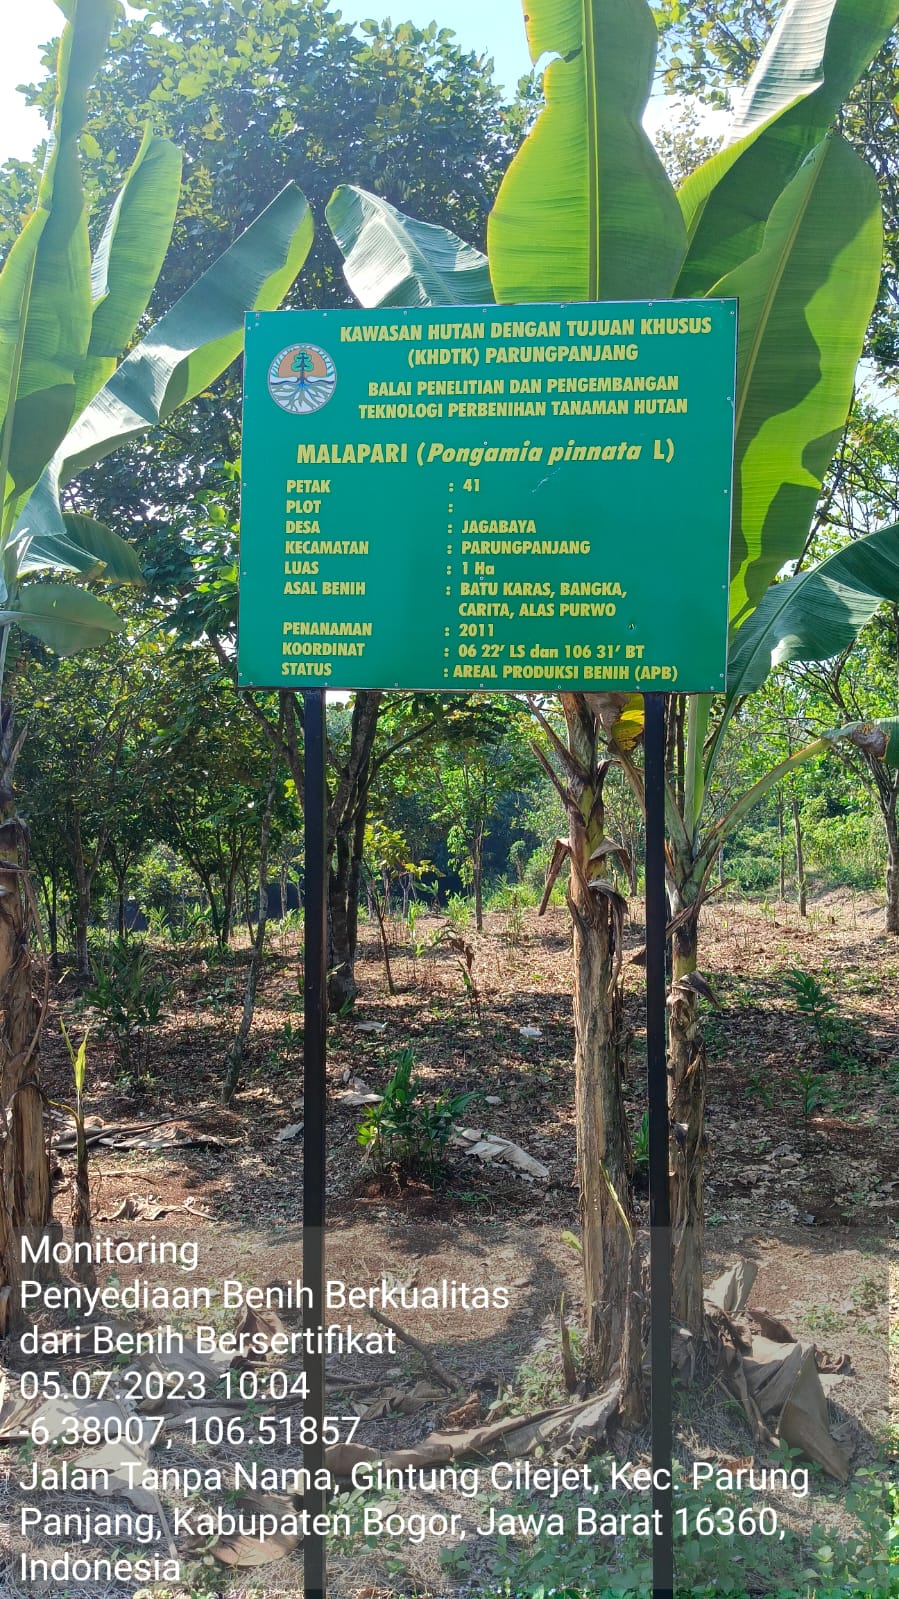 KAWASAN HUTAN DENGAN TUJUAN KHUSUS
(KHDTK) PARUNGPANJANG
BALAI PENELITIAN DAN PENGEMBANGAN
TEKNOLOGI PERBENIHAN TANAMAN HUTAN
MALAPARI (Pongamia pinnata L)
PETAK : 41
PLOT :
DESA : JAGABAYA
KECAMATAN : PARUNGPANJANG
LUAS : 1 Ha
ASAL BENIH : BATU KARAS, BANGKA,
CARITA, ALAS PURWO
PENANAMAN : 2011
KOORDINAT : 06 22' LS dan 106 31' BT
STATUS : AREAL PRODUKSI BENIH (APB)
Monitoring
Penyediaan Benih Berkualitas
dari Benih Bersertifikat
05.07.2023 10:04
-6.38007, 106.51857
Jalan Tanpa Nama, Gintung Cilejet, Kec. Parung
Panjang, Kabupaten Bogor, Jawa Barat 16360,
Indonesia